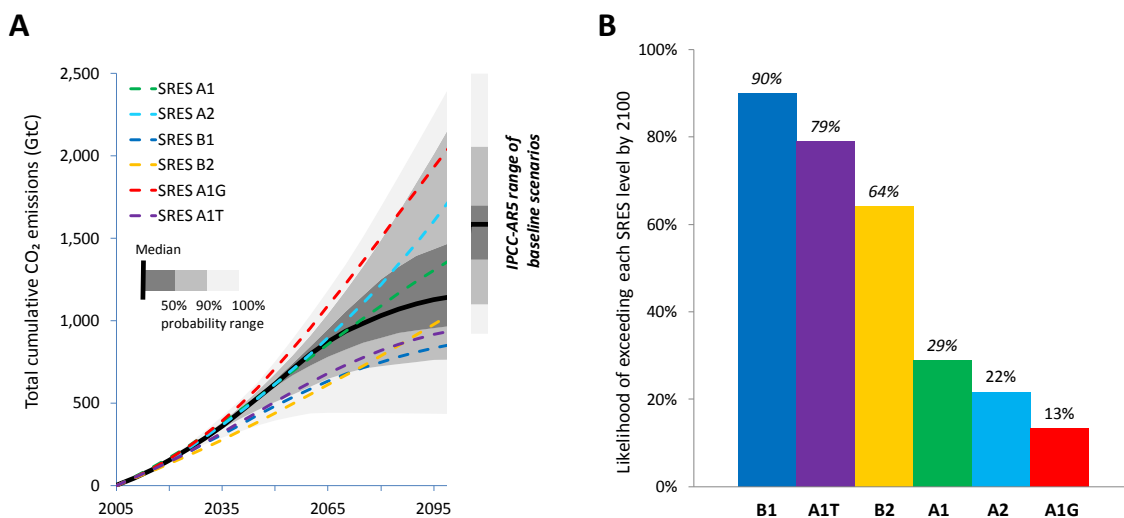 A
Total cumulative CO₂ emissions (GtC)
2,500
2,000
1,500
1,000
500
0
2005
2035
2065
2095
SRES A1
SRES A2
SRES B1
SRES B2
SRES A1G
SRES A1T
Median
50% 90% 100%
probability range
IPCC-AR5 range of
baseline scenarios
B
Likelihood of exceeding each SRES level by 2100
100%
80%
60%
40%
20%
0%
90%
79%
64%
29%
22%
13%
B1 A1T B2 A1 A2 A1G